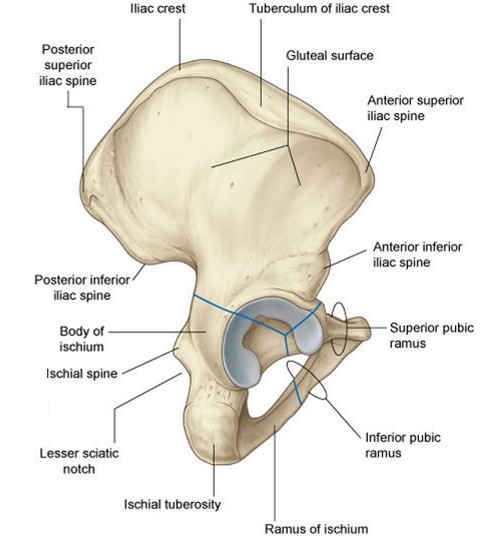 Iliac crest
Tuberculum of iliac crest
Posterior
superior
iliac spine
Gluteal surface
Anterior superior
iliac spine
Anterior inferior
iliac spine
Posterior inferior
iliac spine
Body of
ischium
Superior pubic
ramus
Ischial spine
Inferior pubic
ramus
Lesser sciatic
notch
Ischial tuberosity
Ramus of ischium